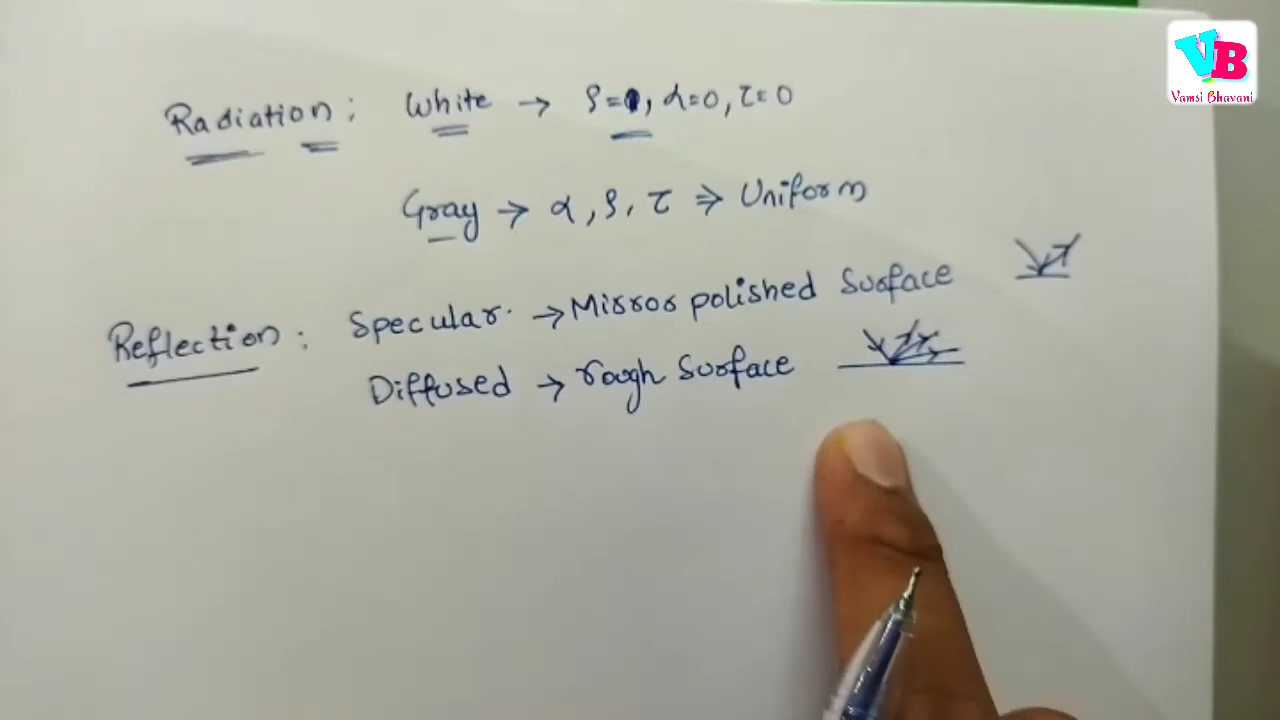 VB
Vamsi Bhavani
Radiation: White → ρ=1, α=0, τ=0
Gray → α, ρ, τ ⇒ Uniform
Reflection: Specular → Mirror polished Surface
Diffused → rough Surface